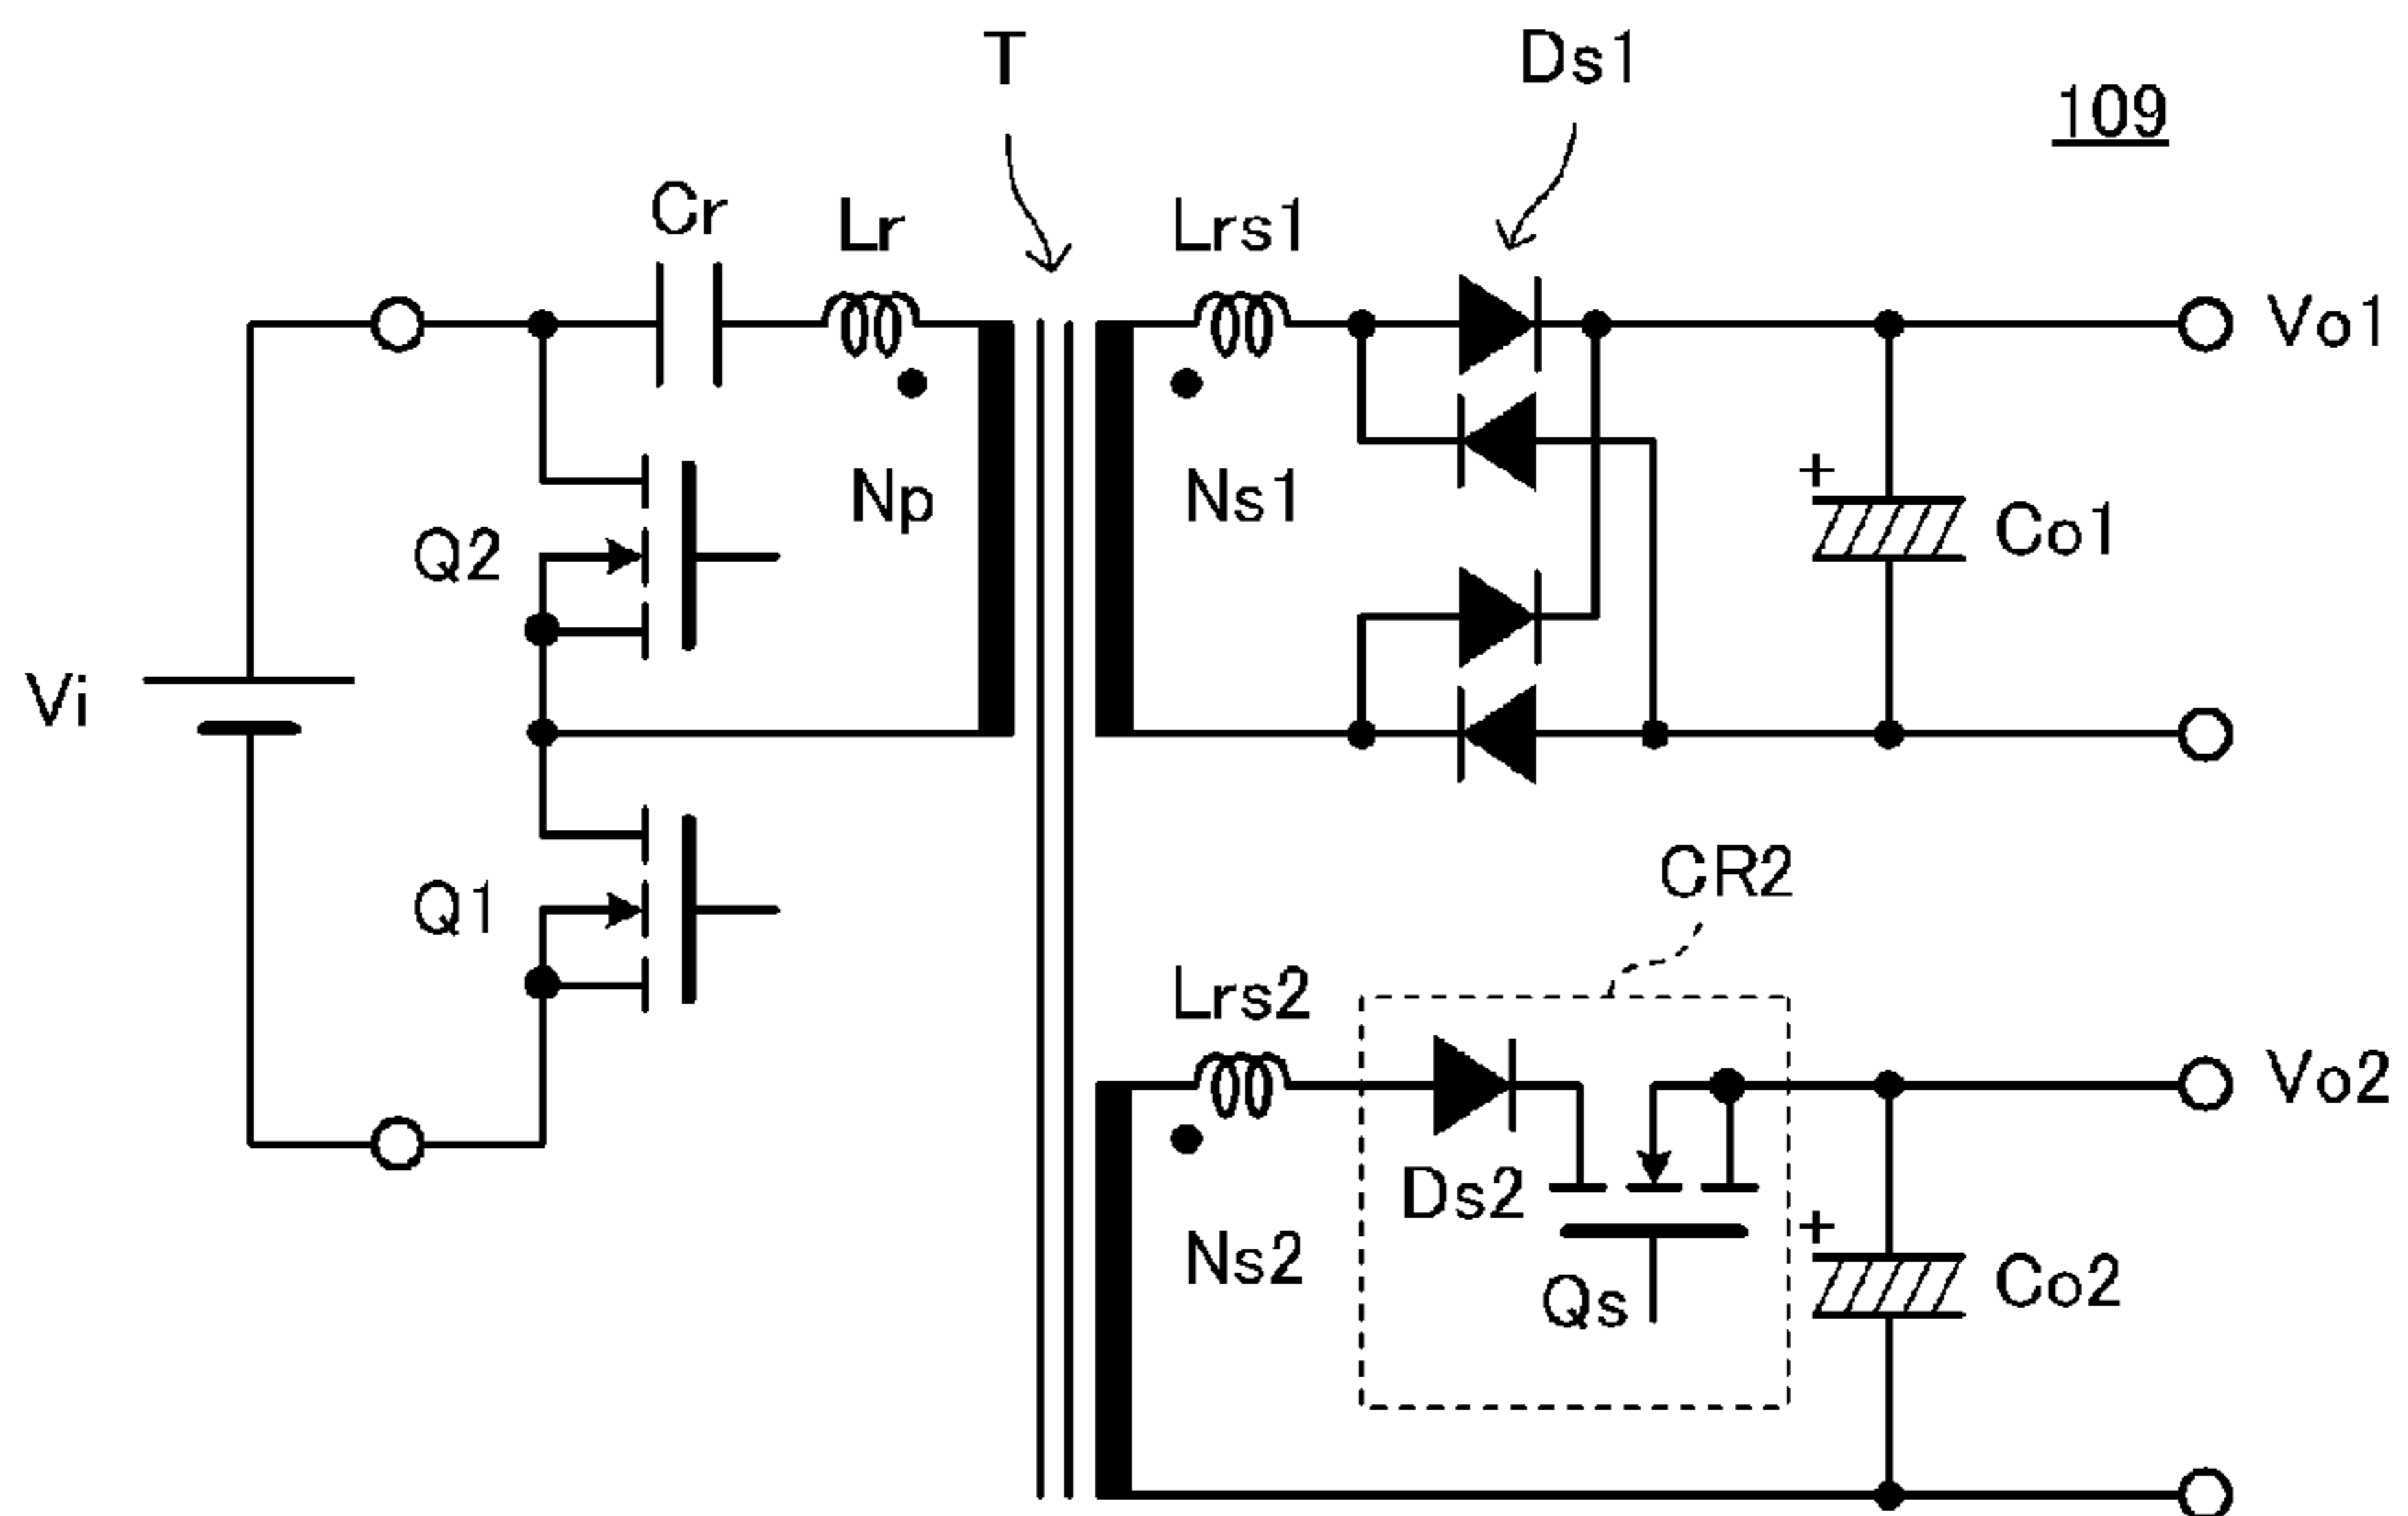 T
Ds1
109
Cr
Lr
Lrs1
Vo1
Q2
Np
Ns1
+
Co1
Vi
Q1
CR2
Lrs2
Vo2
Ds2
Ns2
Qs
+
Co2